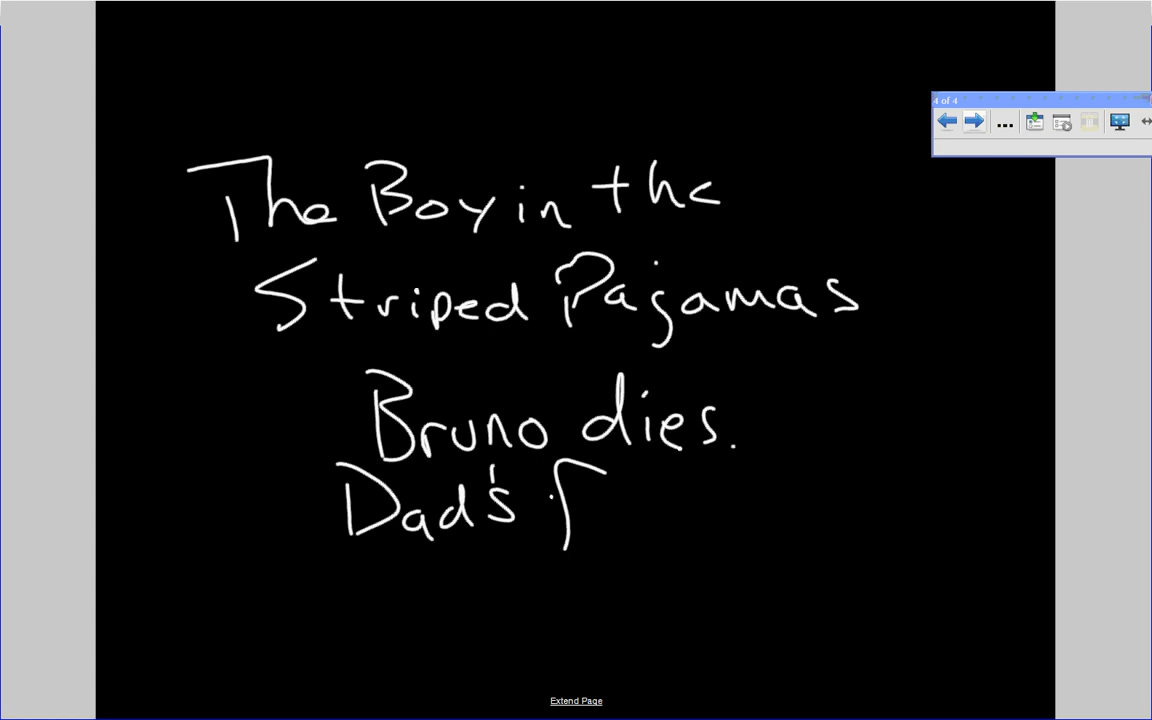 4 of 4
The Boy in the
Striped Pajamas
Bruno dies.
Dad's f
Extend Page